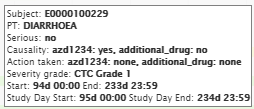 Subject: E0000100229
PT: DIARRHOEA
Serious: no
Causality: azd1234: yes, additional_drug: no
Action taken: azd1234: none, additional_drug: none
Severity grade: CTC Grade 1
Start: 94d 00:00 End: 233d 23:59
Study Day Start: 95d 00:00 Study Day End: 234d 23:59